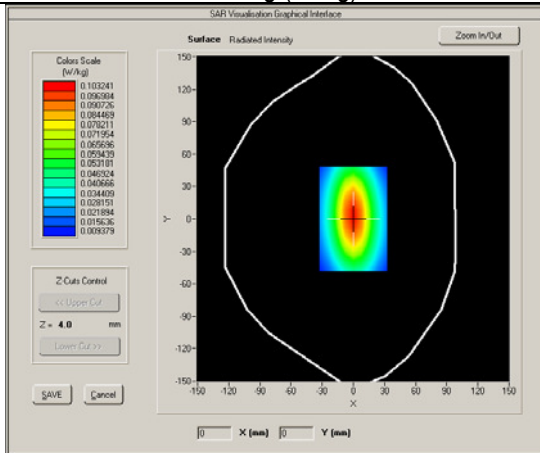 SAR Visualisation Graphical Interface
Surface Radiated Intensity
Zoom In/Out
Colors Scale
(W/kg)
0.103241
0.096984
0.090726
0.084469
0.078211
0.071954
0.065696
0.059439
0.053181
0.046924
0.040666
0.034409
0.028151
0.021894
0.015636
0.009379
150
120
90
60
30
0
-30
-60
-90
-120
-150
Y
-150 -120 -90 -60 -30 0 30 60 90 120 150
X
Z Cuts Control
<< Upper Cut
Z = 4.0 mm
Lower Cut >>
SAVE Cancel
0 X (mm) 0 Y (mm)